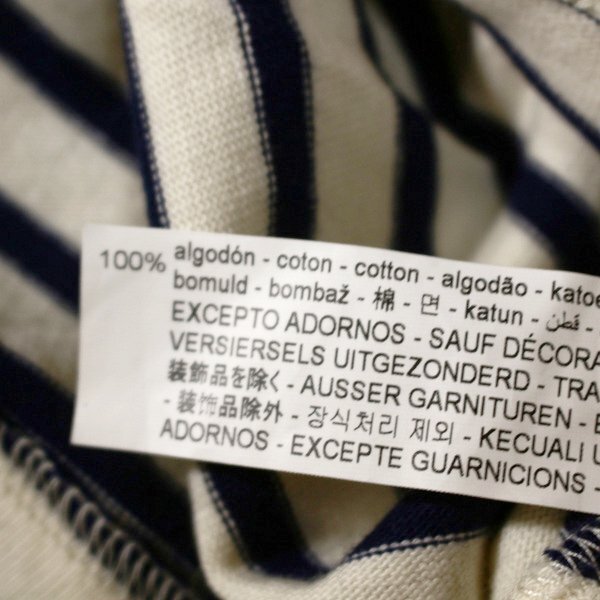 100% algodón - coton - cotton - algodão - katoe
bomuld - bombaž - 棉 - 면 - katun - قطن -
EXCEPTO ADORNOS - SAUF DÉCORA
VERSIERSELS UITGEZONDERD - TRA
装飾品を除く - AUSSER GARNITUREN - E
- 装饰品除外 - 장식처리 제외 - KECUALI U
ADORNOS - EXCEPTE GUARNICIONS -